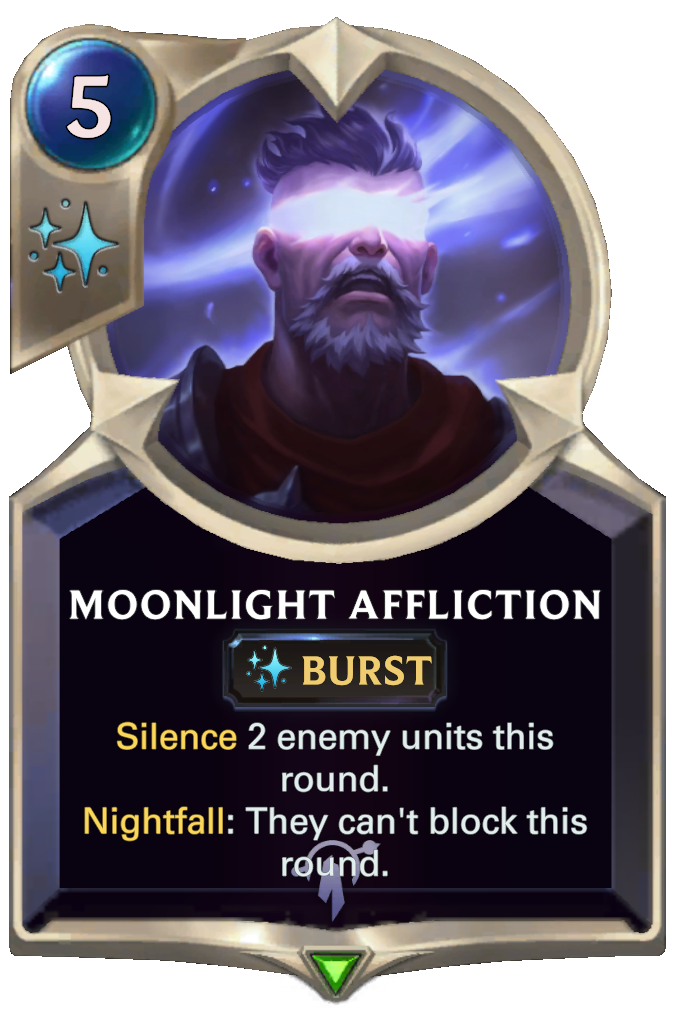 5
MOONLIGHT AFFLICTION
BURST
Silence 2 enemy units this
round.
Nightfall: They can't block this
round.